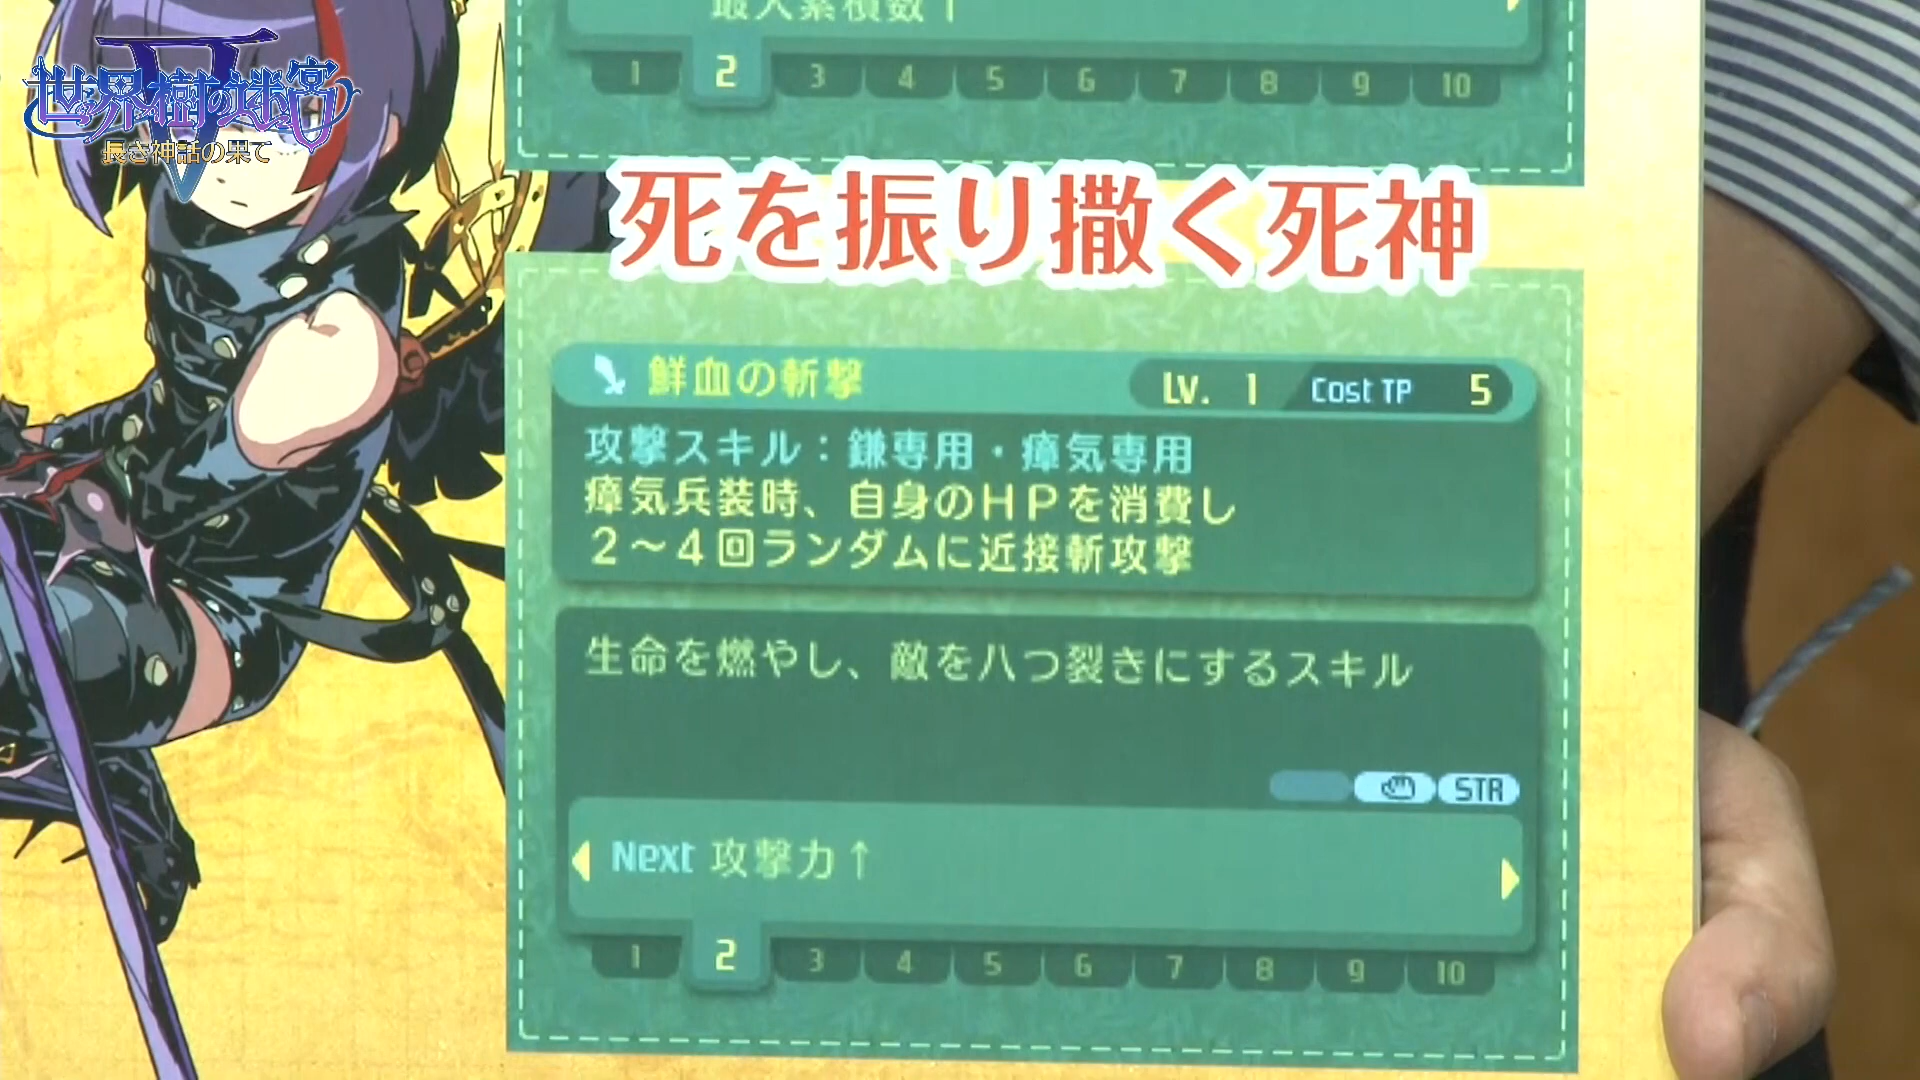 世界樹の迷宮
V
長き神話の果て
最大累積数↑
1 2 3 4 5 6 7 8 9 10
死を振り撒く死神
鮮血の斬撃 Lv. 1 Cost TP 5
攻撃スキル：鎌専用・瘴気専用
瘴気兵装時、自身のHPを消費し
2～4回ランダムに近接斬攻撃
生命を燃やし、敵を八つ裂きにするスキル
STR
Next 攻撃力↑
1 2 3 4 5 6 7 8 9 10